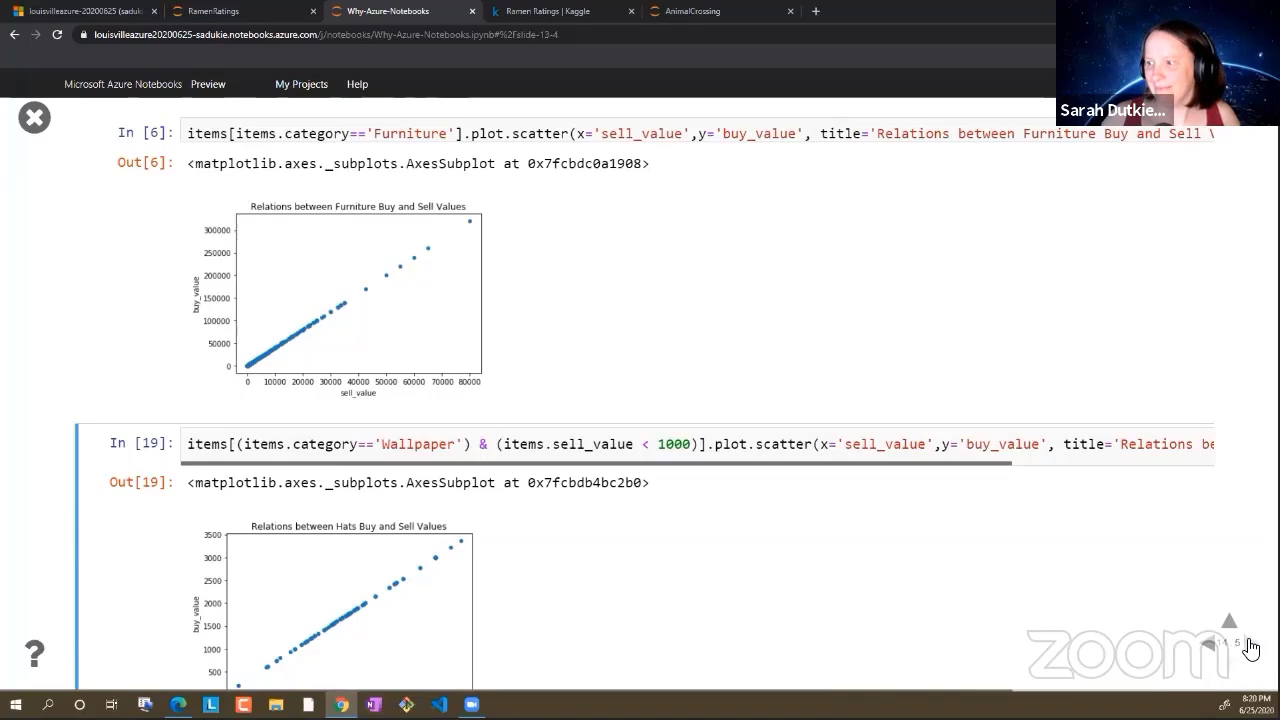 louisvilleazure20200625 (saduki
RamenRatings
Why-Azure-Notebooks
Ramen Ratings | Kaggle
AnimalCrossing
louisvilleazure20200625-sadukie.notebooks.azure.com/j/notebooks/Why-Azure-Notebooks.ipynb#%2Fslide-13-4
Microsoft Azure Notebooks Preview My Projects Help
Sarah Dutkie...
In [6]: items[items.category=='Furniture'].plot.scatter(x='sell_value',y='buy_value', title='Relations between Furniture Buy and Sell V
Out[6]: <matplotlib.axes._subplots.AxesSubplot at 0x7fcbdc0a1908>
Relations between Furniture Buy and Sell Values
300000
250000
200000
150000
100000
50000
0
buy_value
0 10000 20000 30000 40000 50000 60000 70000 80000
sell_value
In [19]: items[(items.category=='Wallpaper') & (items.sell_value < 1000)].plot.scatter(x='sell_value',y='buy_value', title='Relations be
Out[19]: <matplotlib.axes._subplots.AxesSubplot at 0x7fcbdb4bc2b0>
Relations between Hats Buy and Sell Values
3500
3000
2500
2000
1500
1000
500
buy_value
14 5
?
zoom
8:20 PM
6/25/2020